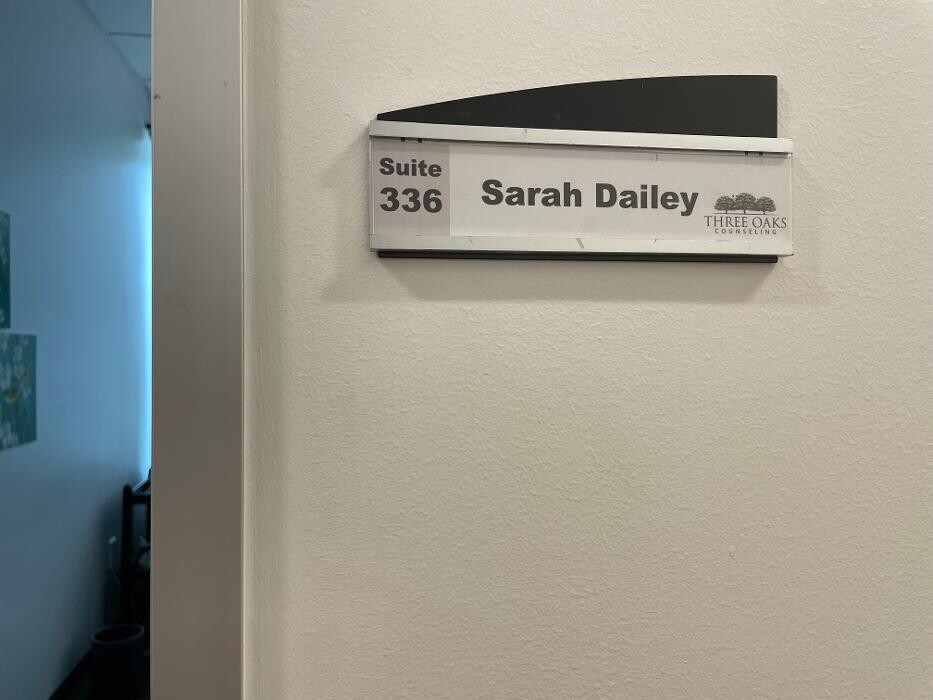 Suite
336
Sarah Dailey
THREE OAKS
COUNSELING